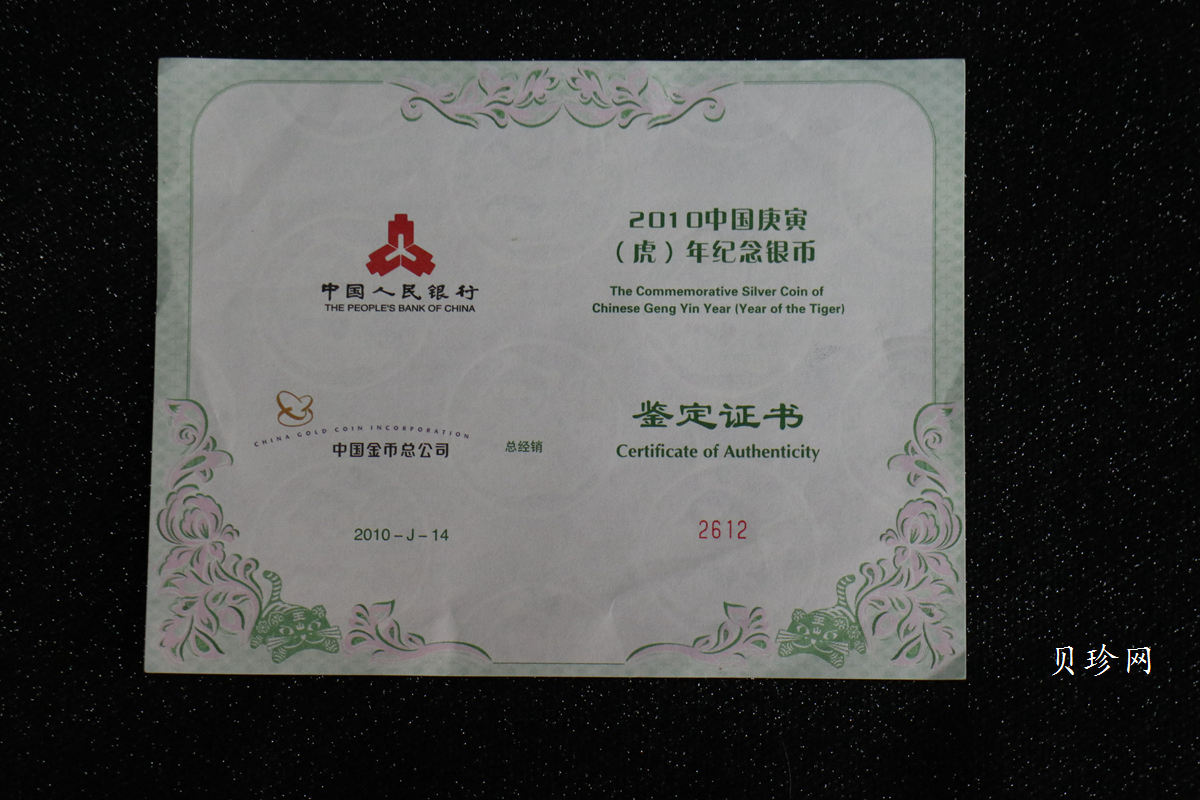 中国人民银行
THE PEOPLE'S BANK OF CHINA
2010中国庚寅
（虎）年纪念银币
The Commemorative Silver Coin of
Chinese Geng Yin Year (Year of the Tiger)
CHINA GOLD COIN INCORPORATION
中国金币总公司
总经销
鉴定证书
Certificate of Authenticity
2010－J－14
2612
贝珍网